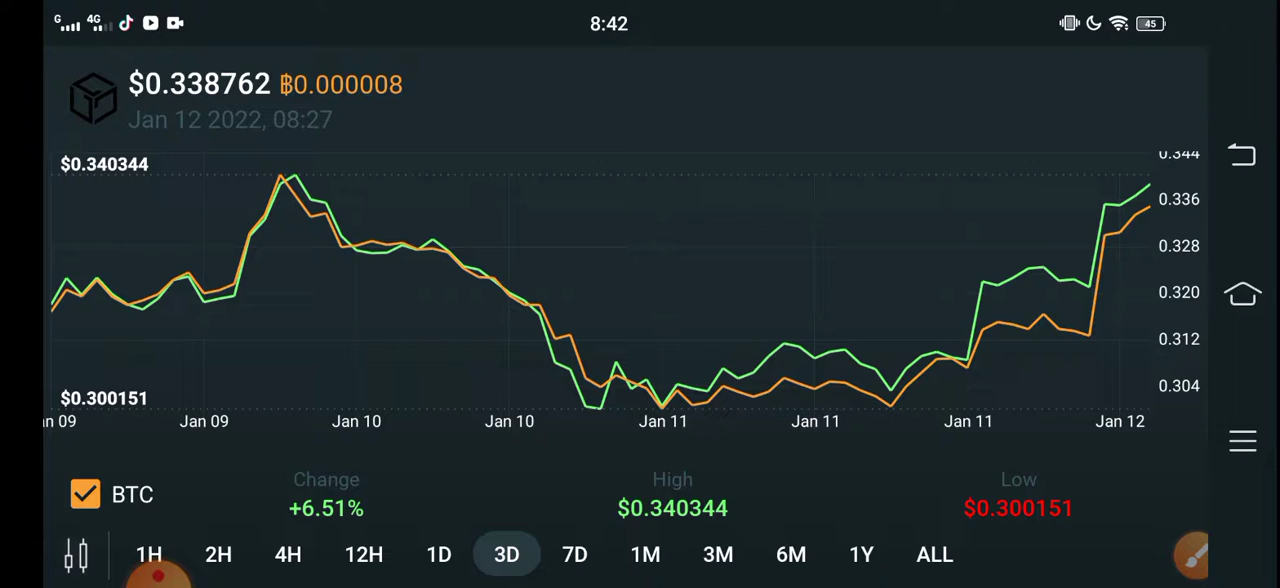 G 4G 8:42 45
$0.338762 ฿0.000008
Jan 12 2022, 08:27
$0.340344
0.344
0.336
0.328
0.320
0.312
0.304
$0.300151
n 09 Jan 09 Jan 10 Jan 10 Jan 11 Jan 11 Jan 11 Jan 12
BTC
Change High Low
+6.51% $0.340344 $0.300151
1H 2H 4H 12H 1D 3D 7D 1M 3M 6M 1Y ALL